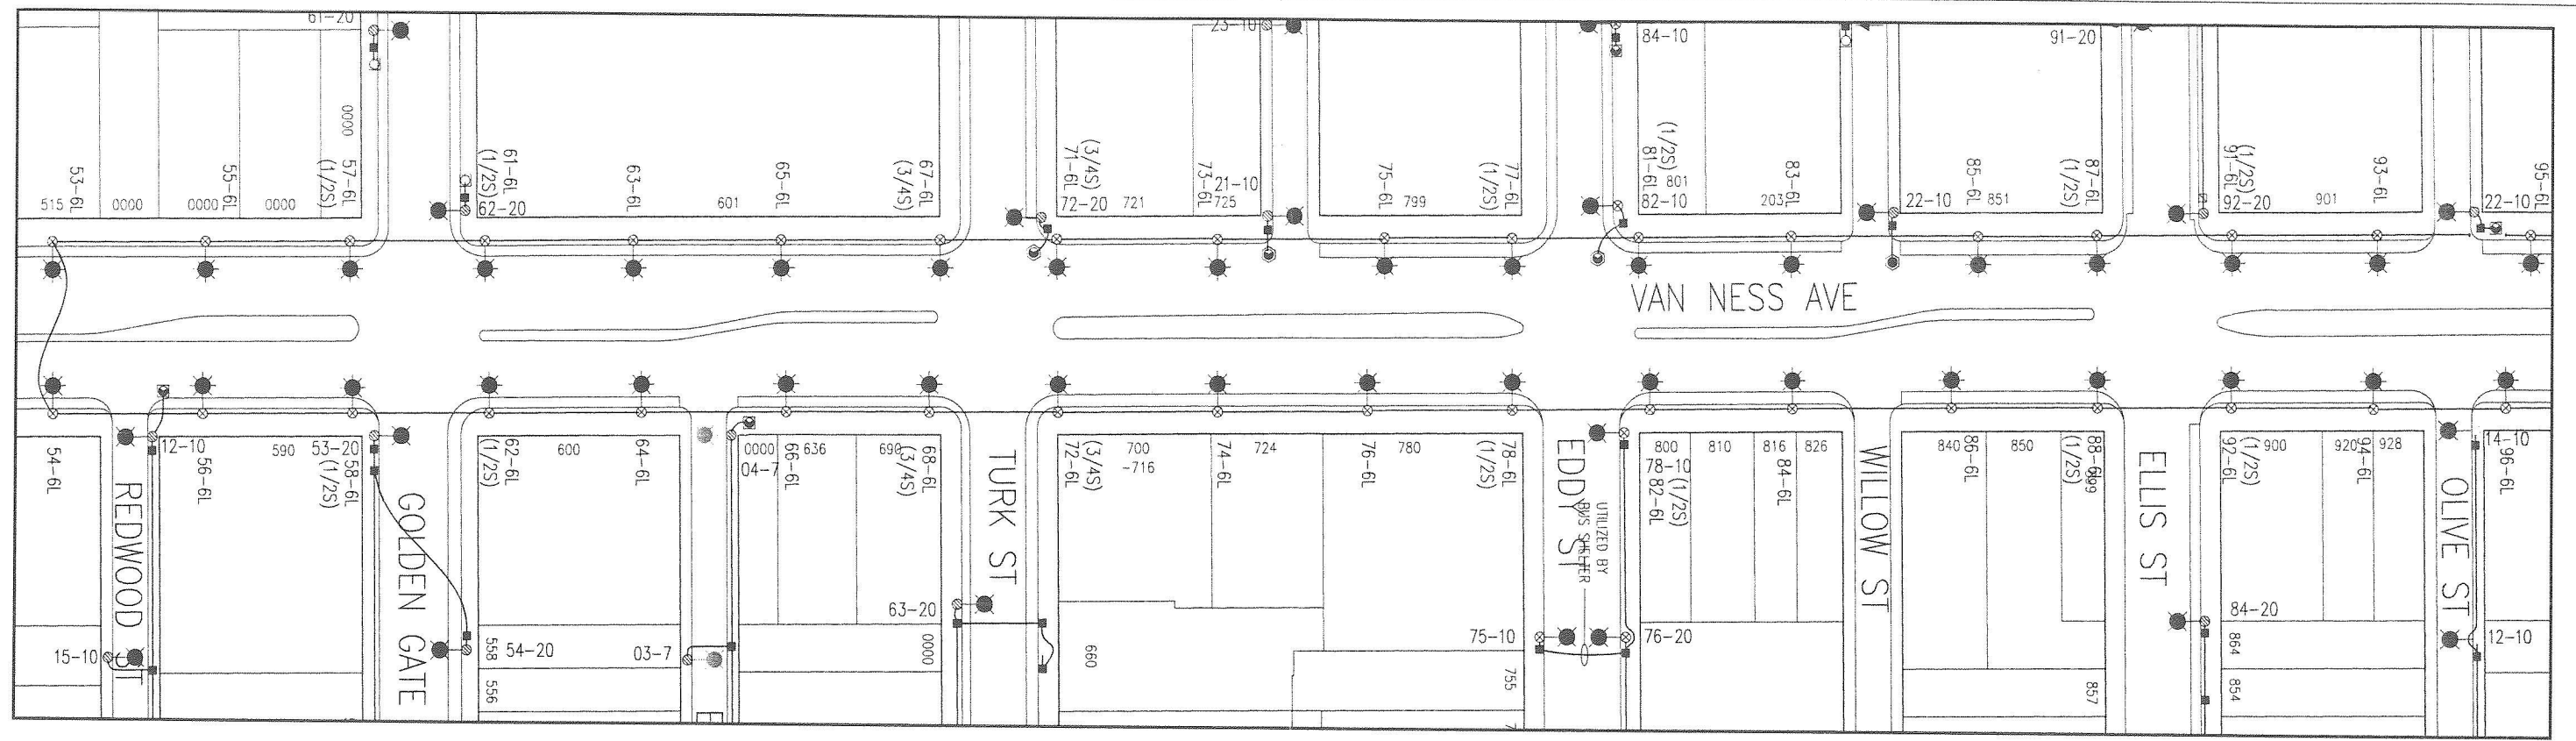 61-20
23-10
84-10
91-20
0000
53-6L
55-6L
57-6L
(1/2S)
515
0000
0000
0000
61-6L
(1/2S)
62-20
63-6L
601
65-6L
67-6L
(3/4S)
(3/4S)
71-6L
72-20
721
73-6L
21-10
725
75-6L
799
77-6L
(1/2S)
(1/2S)
81-6L
801
82-10
203
83-6L
22-10
85-6L
851
87-6L
(1/2S)
(1/2S)
91-6L
92-20
901
93-6L
22-10
95-6L
VAN NESS AVE
54-6L
REDWOOD ST
12-10
56-6L
590
53-20
58-6L
(1/2S)
GOLDEN GATE
62-6L
(1/2S)
600
64-6L
0000
04-7
66-6L
636
690
68-6L
(3/4S)
TURK ST
(3/4S)
72-6L
700
-716
74-6L
724
76-6L
780
78-6L
(1/2S)
EDDY ST
UTILIZED BY
BUS SHELTER
800
810
816
826
78-10
(1/2S)
82-6L
84-6L
WILLOW ST
840
86-6L
850
88-6L
(1/2S)
899
ELLIS ST
(1/2S)
92-6L
900
920
94-6L
928
OLIVE ST
14-10
96-6L
15-10
558
54-20
556
03-7
63-20
0000
660
75-10
755
76-20
857
84-20
864
854
12-10